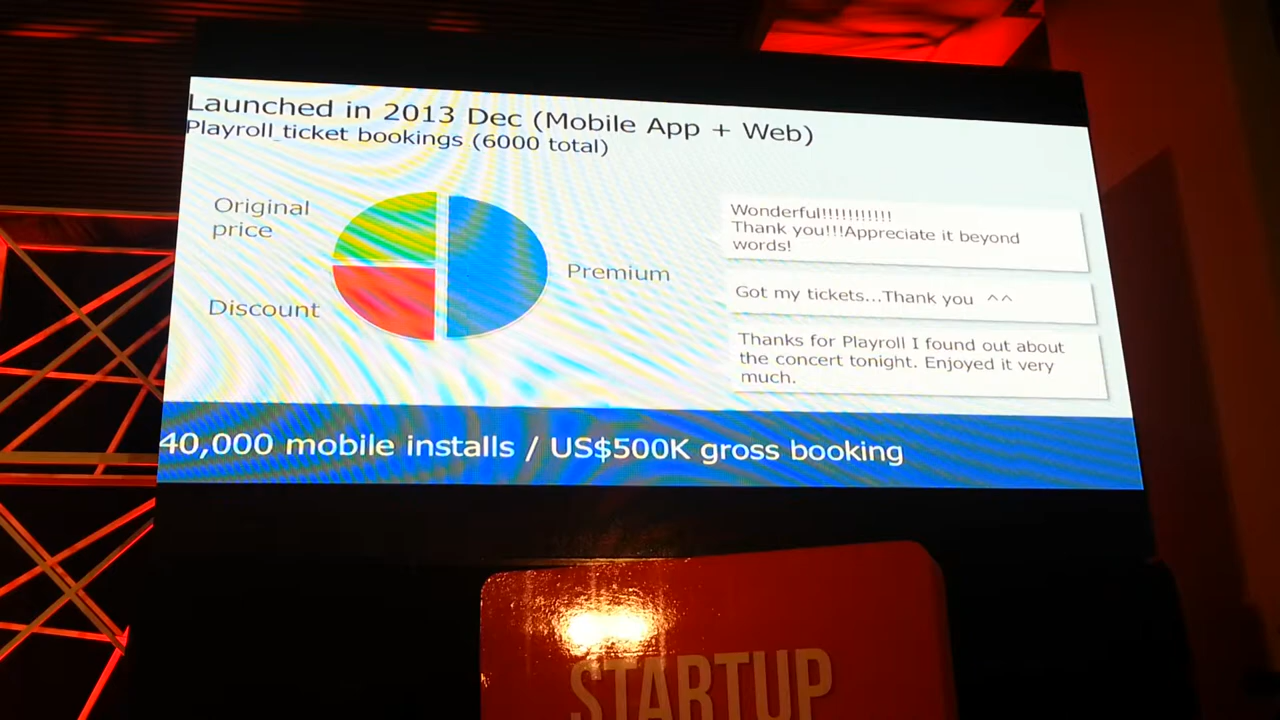 Launched in 2013 Dec (Mobile App + Web)
Playroll ticket bookings (6000 total)
Original
price
Discount
Premium
Wonderful!!!!!!!!!!!
Thank you!!!Appreciate it beyond
words!
Got my tickets...Thank you ^^
Thanks for Playroll I found out about
the concert tonight. Enjoyed it very
much.
40,000 mobile installs / US$500K gross booking
STARTUP